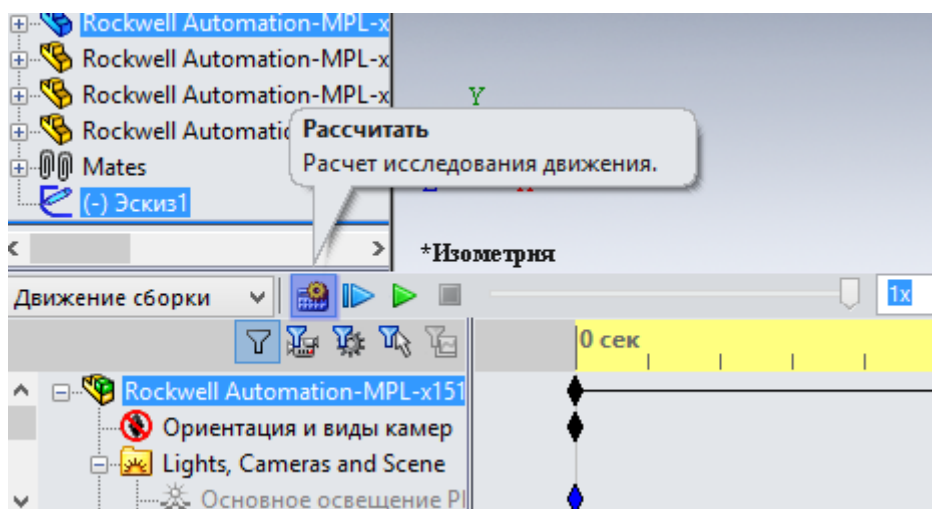 Rockwell Automation-MPL-x
Rockwell Automation-MPL-x
Rockwell Automation-MPL-x
Y
Rockwell Automatic
Рассчитать
Mates
Расчет исследования движения.
(-) Эскиз1
*Изометрия
Движение сборки
1x
0 сек
Rockwell Automation-MPL-x151
Ориентация и виды камер
Lights, Cameras and Scene
Основное освещение